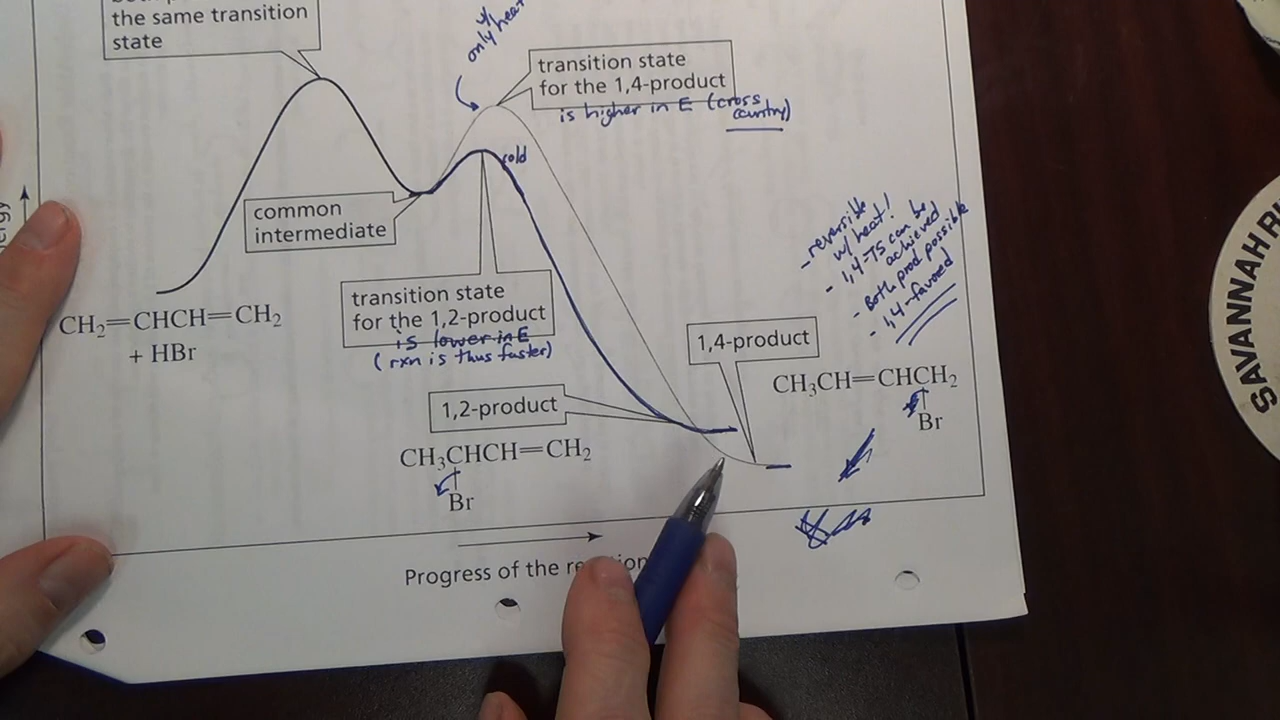 the same transition
state
w/
only heat
transition state
for the 1,4-product
is higher in E (cross
country)
cold
common
intermediate
transition state
for the 1,2-product
is lower in E
(rxn is thus faster)
CH₂=CHCH=CH₂
+ HBr
- reversible
w/ heat!
- 1,4-TS can be
achieved
- Both prod possible
- 1,4-favored
1,4-product
CH₃CH=CHCH₂
Br
1,2-product
CH₃CHCH=CH₂
Br
Progress of the
SAVANNAH